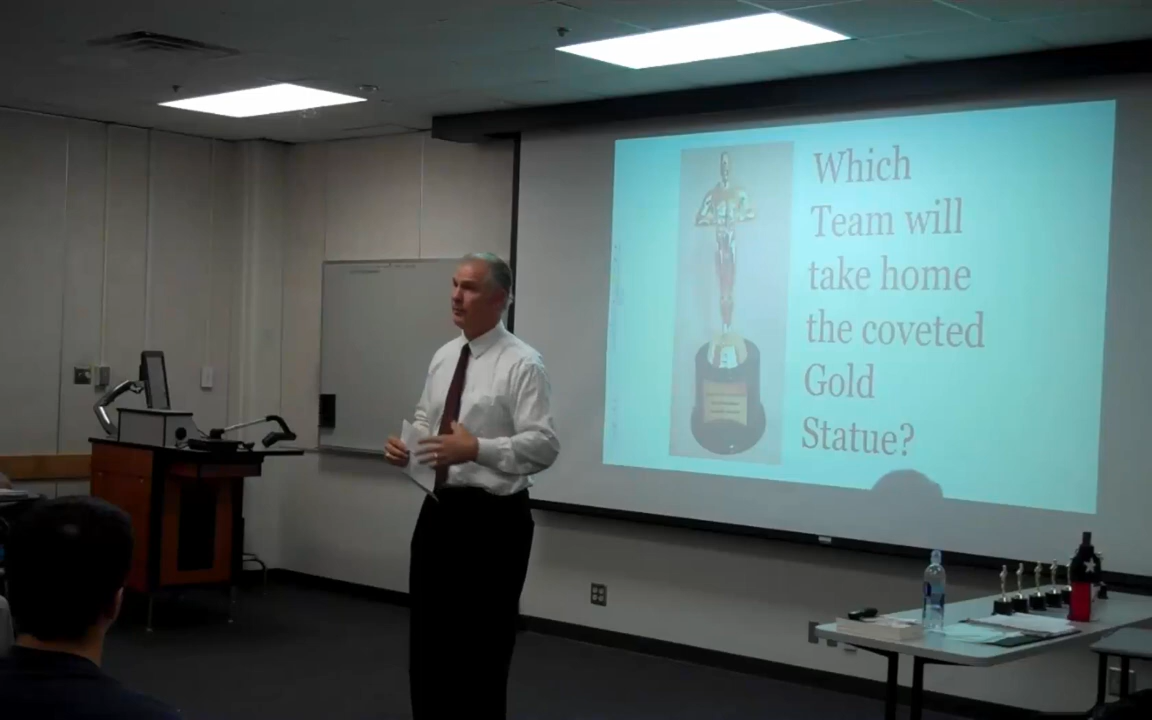 Which
Team will
take home
the coveted
Gold
Statue?